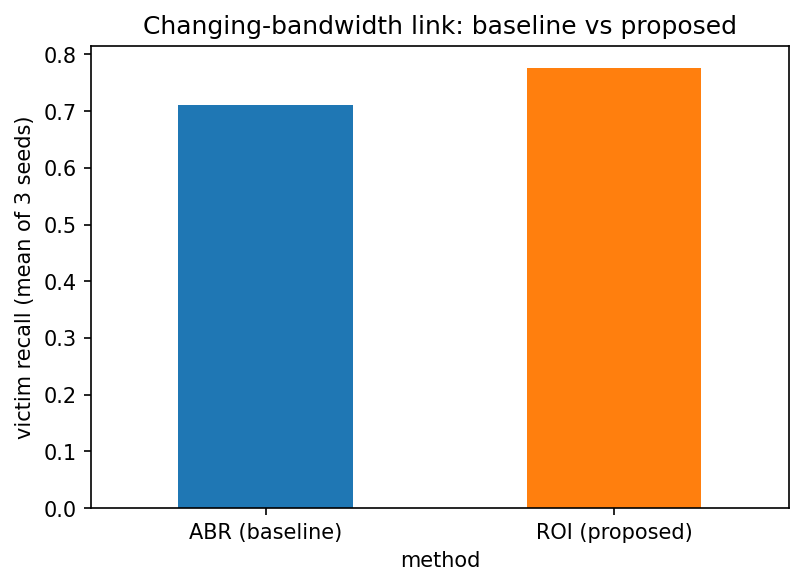 Changing-bandwidth link: baseline vs proposed
victim recall (mean of 3 seeds)
0.8
0.7
0.6
0.5
0.4
0.3
0.2
0.1
0.0
ABR (baseline)
ROI (proposed)
method